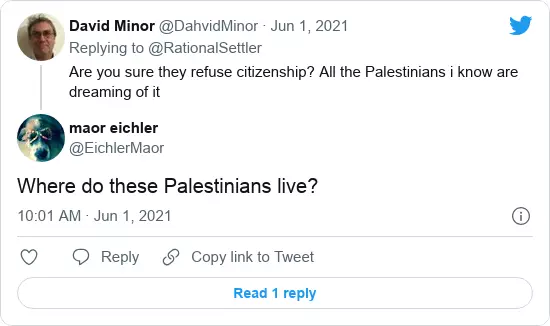 David Minor @DahvidMinor · Jun 1, 2021
Replying to @RationalSettler
Are you sure they refuse citizenship? All the Palestinians i know are
dreaming of it
maor eichler
@EichlerMaor
Where do these Palestinians live?
10:01 AM · Jun 1, 2021
Reply
Copy link to Tweet
Read 1 reply